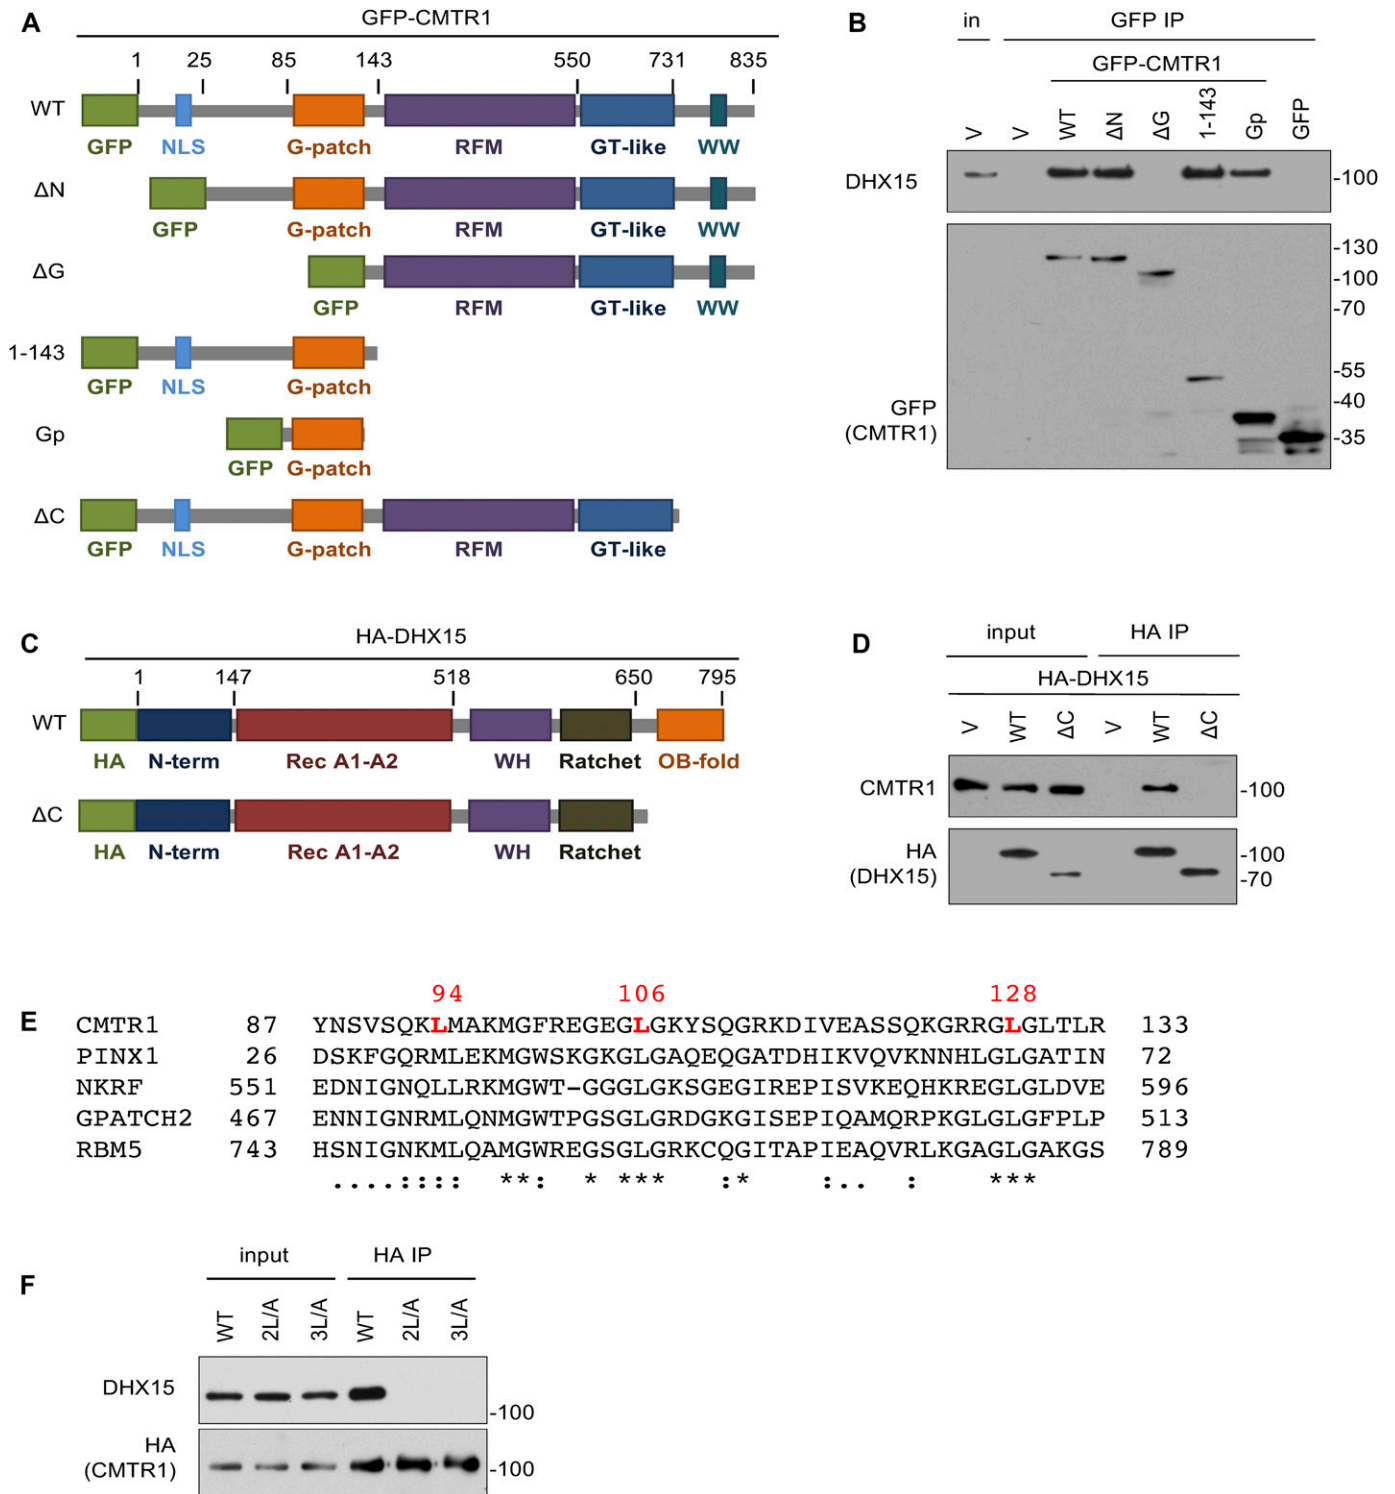 A
GFP-CMTR1
1 25 85 143 550 731 835
WT
GFP NLS G-patch RFM GT-like WW
ΔN
GFP G-patch RFM GT-like WW
ΔG
GFP RFM GT-like WW
1-143
GFP NLS G-patch
Gp
GFP G-patch
ΔC
GFP NLS G-patch RFM GT-like
B
in GFP IP
GFP-CMTR1
V V WT ΔN ΔG 1-143 Gp GFP
DHX15
-100
-130
-100
-70
-55
-40
-35
GFP
(CMTR1)
C
HA-DHX15
1 147 518 650 795
WT
HA N-term Rec A1-A2 WH Ratchet OB-fold
ΔC
HA N-term Rec A1-A2 WH Ratchet
D
input HA IP
HA-DHX15
V WT ΔC V WT ΔC
CMTR1
-100
HA
(DHX15)
-100
-70
E
94 106 128
CMTR1 87 YNSVSQKLMAKMGFREGEGLGKYSQGRKDIVEASSQKGRRGLGLTLR 133
PINX1 26 DSKFGQRMLEKMGWSKGKGLGAQEQGATDHIKVQVKNNHLGLGATIN 72
NKRF 551 EDNIGNQLLRKMGWT-GGGLGKSGEGIREPISVKEQHKREGLGLDVE 596
GPATCH2 467 ENNIGNRMLQNMGWTPGSGLGRDGKGISEPIQAMQRPKGLGLGFPLP 513
RBM5 743 HSNIGNKMLQAMGWREGSGLGRKCQGITAPIEAQVRLKGAGLGAKGS 789
....:::: **: * *** :* :.. : ***
F
input HA IP
WT 2L/A 3L/A WT 2L/A 3L/A
DHX15
-100
HA
(CMTR1)
-100